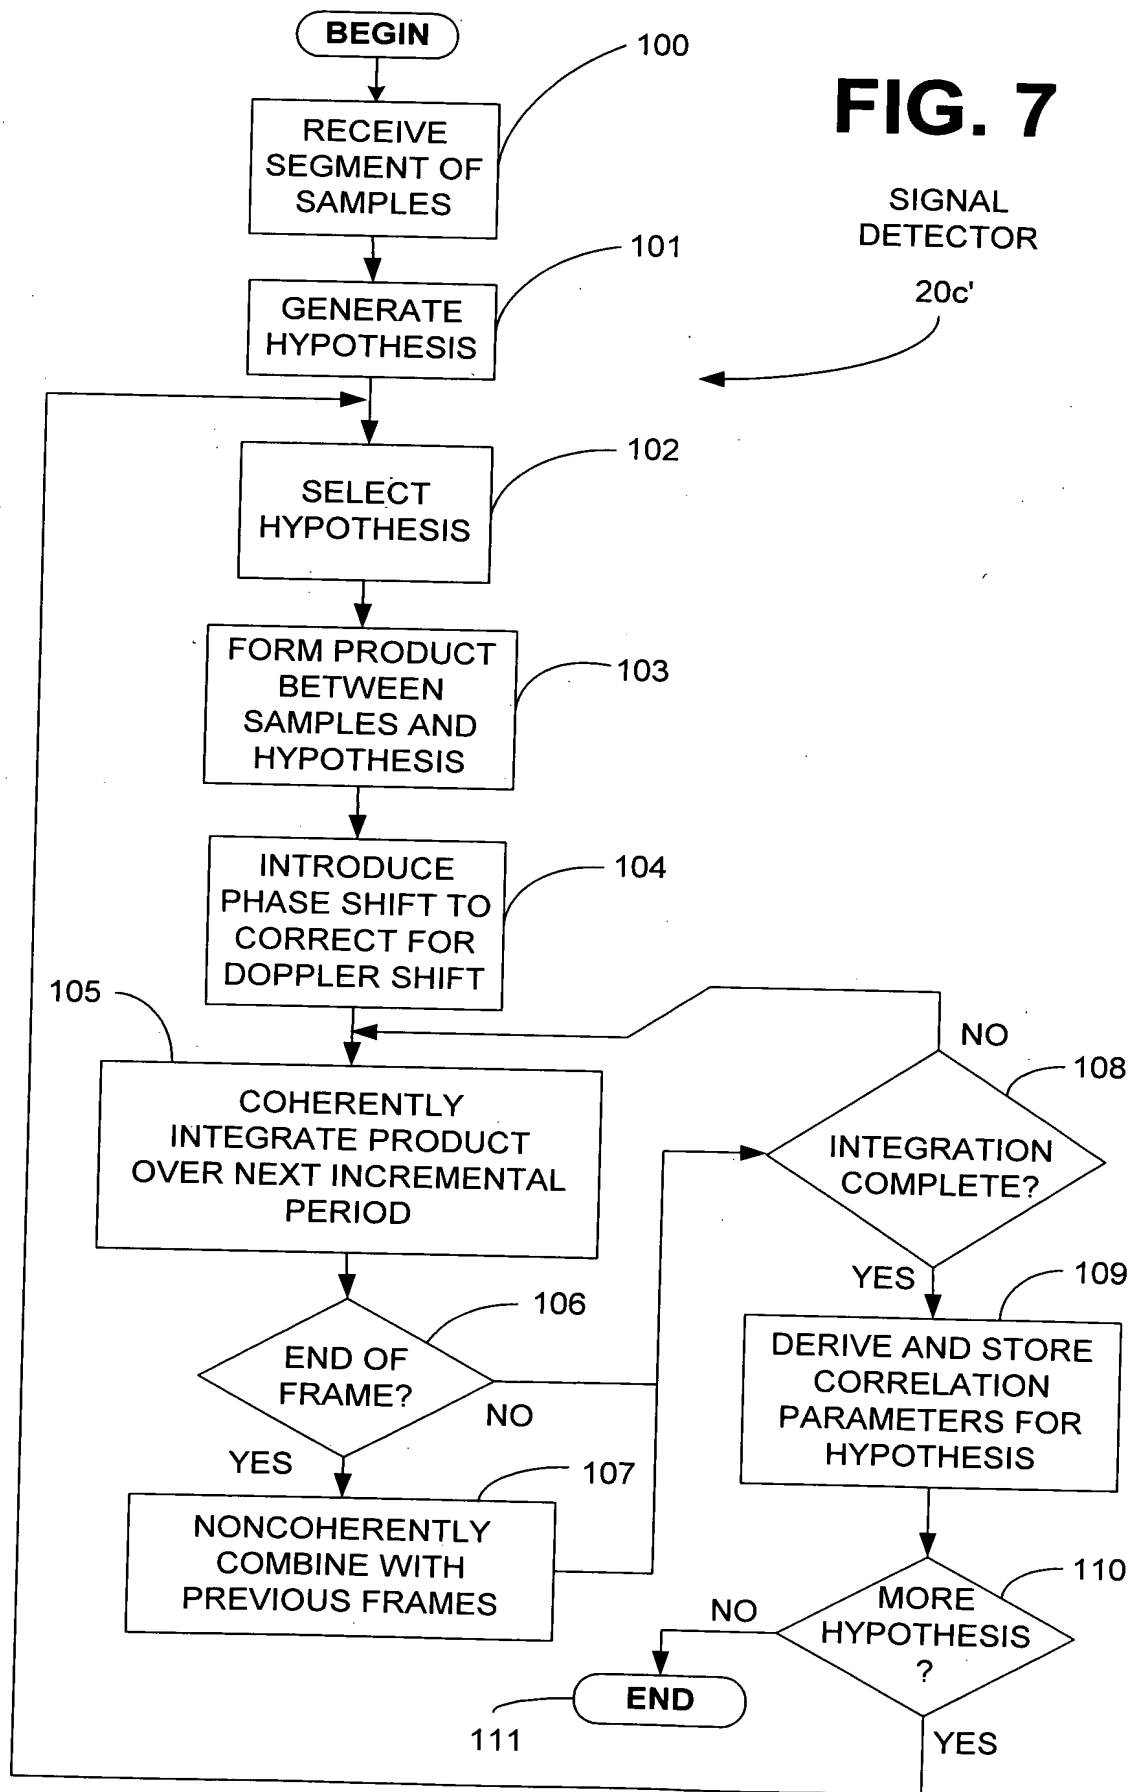 BEGIN
100
FIG. 7
RECEIVE
SEGMENT OF
SAMPLES
SIGNAL
DETECTOR
20c'
101
GENERATE
HYPOTHESIS
102
SELECT
HYPOTHESIS
103
FORM PRODUCT
BETWEEN
SAMPLES AND
HYPOTHESIS
104
INTRODUCE
PHASE SHIFT TO
CORRECT FOR
DOPPLER SHIFT
105
COHERENTLY
INTEGRATE PRODUCT
OVER NEXT INCREMENTAL
PERIOD
106
END OF
FRAME?
NO
YES
107
NONCOHERENTLY
COMBINE WITH
PREVIOUS FRAMES
NO
108
INTEGRATION
COMPLETE?
YES
109
DERIVE AND STORE
CORRELATION
PARAMETERS FOR
HYPOTHESIS
110
MORE
HYPOTHESIS
?
NO
END
111
YES